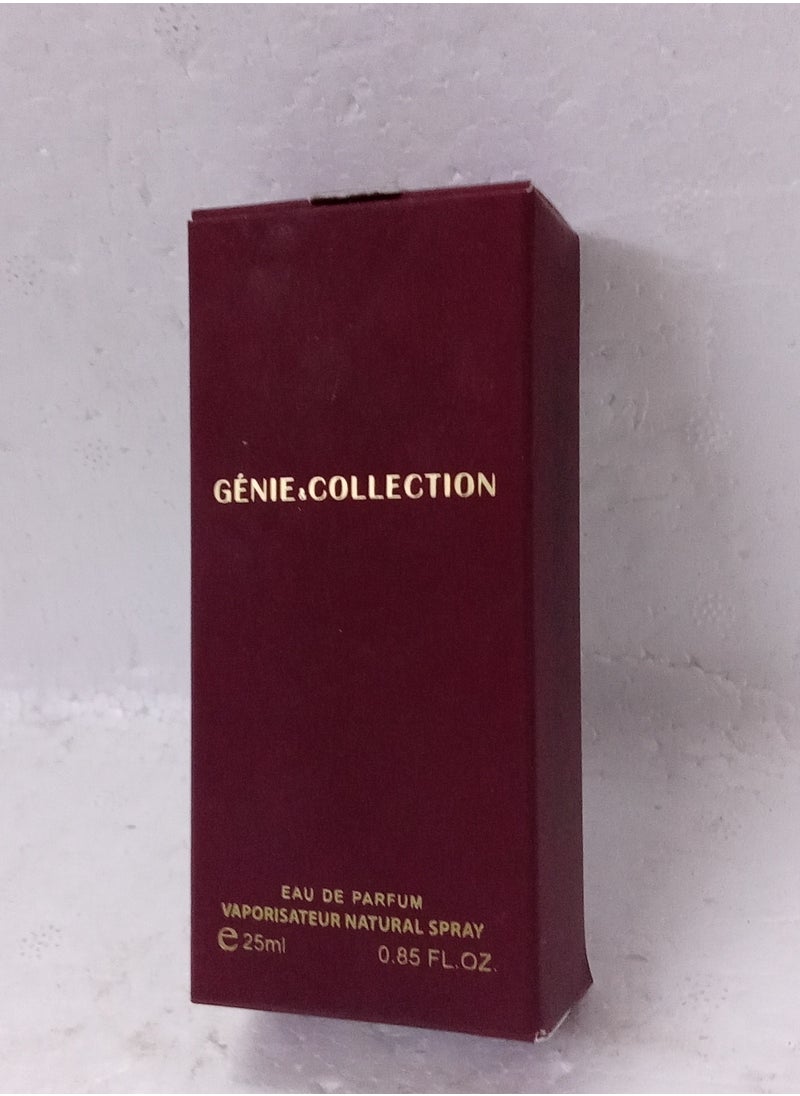 GÉNIE&COLLECTION
EAU DE PARFUM
VAPORISATEUR NATURAL SPRAY
e 25ml 0.85 FL.OZ.